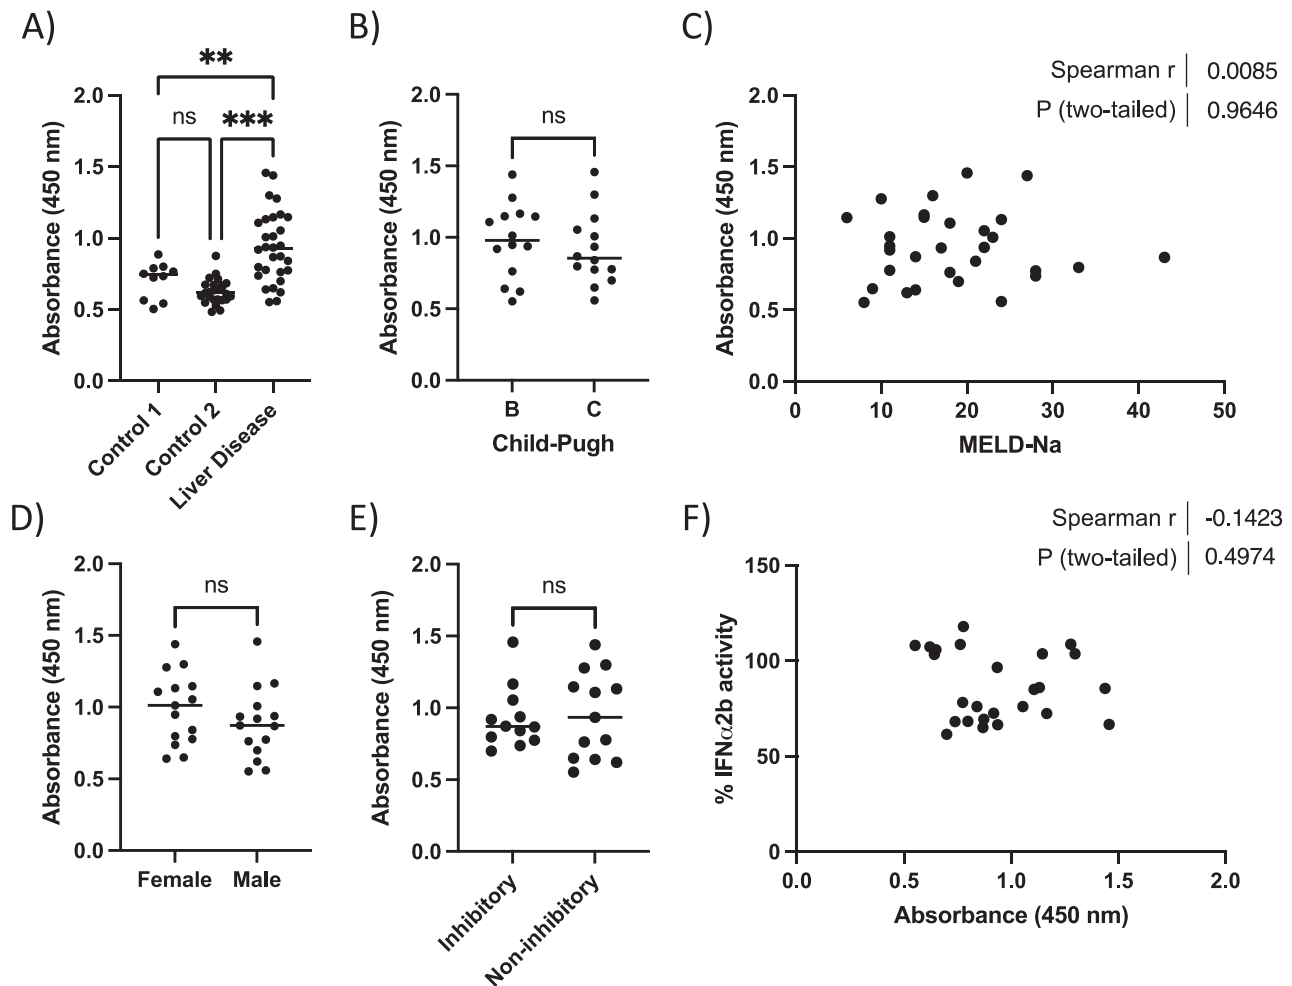 A)
**
ns
***
2.0
1.5
1.0
0.5
0.0
Absorbance (450 nm)
Control 1
Control 2
Liver Disease
B)
ns
2.0
1.5
1.0
0.5
0.0
Absorbance (450 nm)
B
C
Child-Pugh
C)
Spearman r 0.0085
P (two-tailed) 0.9646
2.0
1.5
1.0
0.5
0.0
Absorbance (450 nm)
0 10 20 30 40 50
MELD-Na
D)
ns
2.0
1.5
1.0
0.5
0.0
Absorbance (450 nm)
Female Male
E)
ns
2.0
1.5
1.0
0.5
0.0
Absorbance (450 nm)
Inhibitory
Non-inhibitory
F)
Spearman r -0.1423
P (two-tailed) 0.4974
150
100
50
0
% IFNα2b activity
0.0 0.5 1.0 1.5 2.0
Absorbance (450 nm)